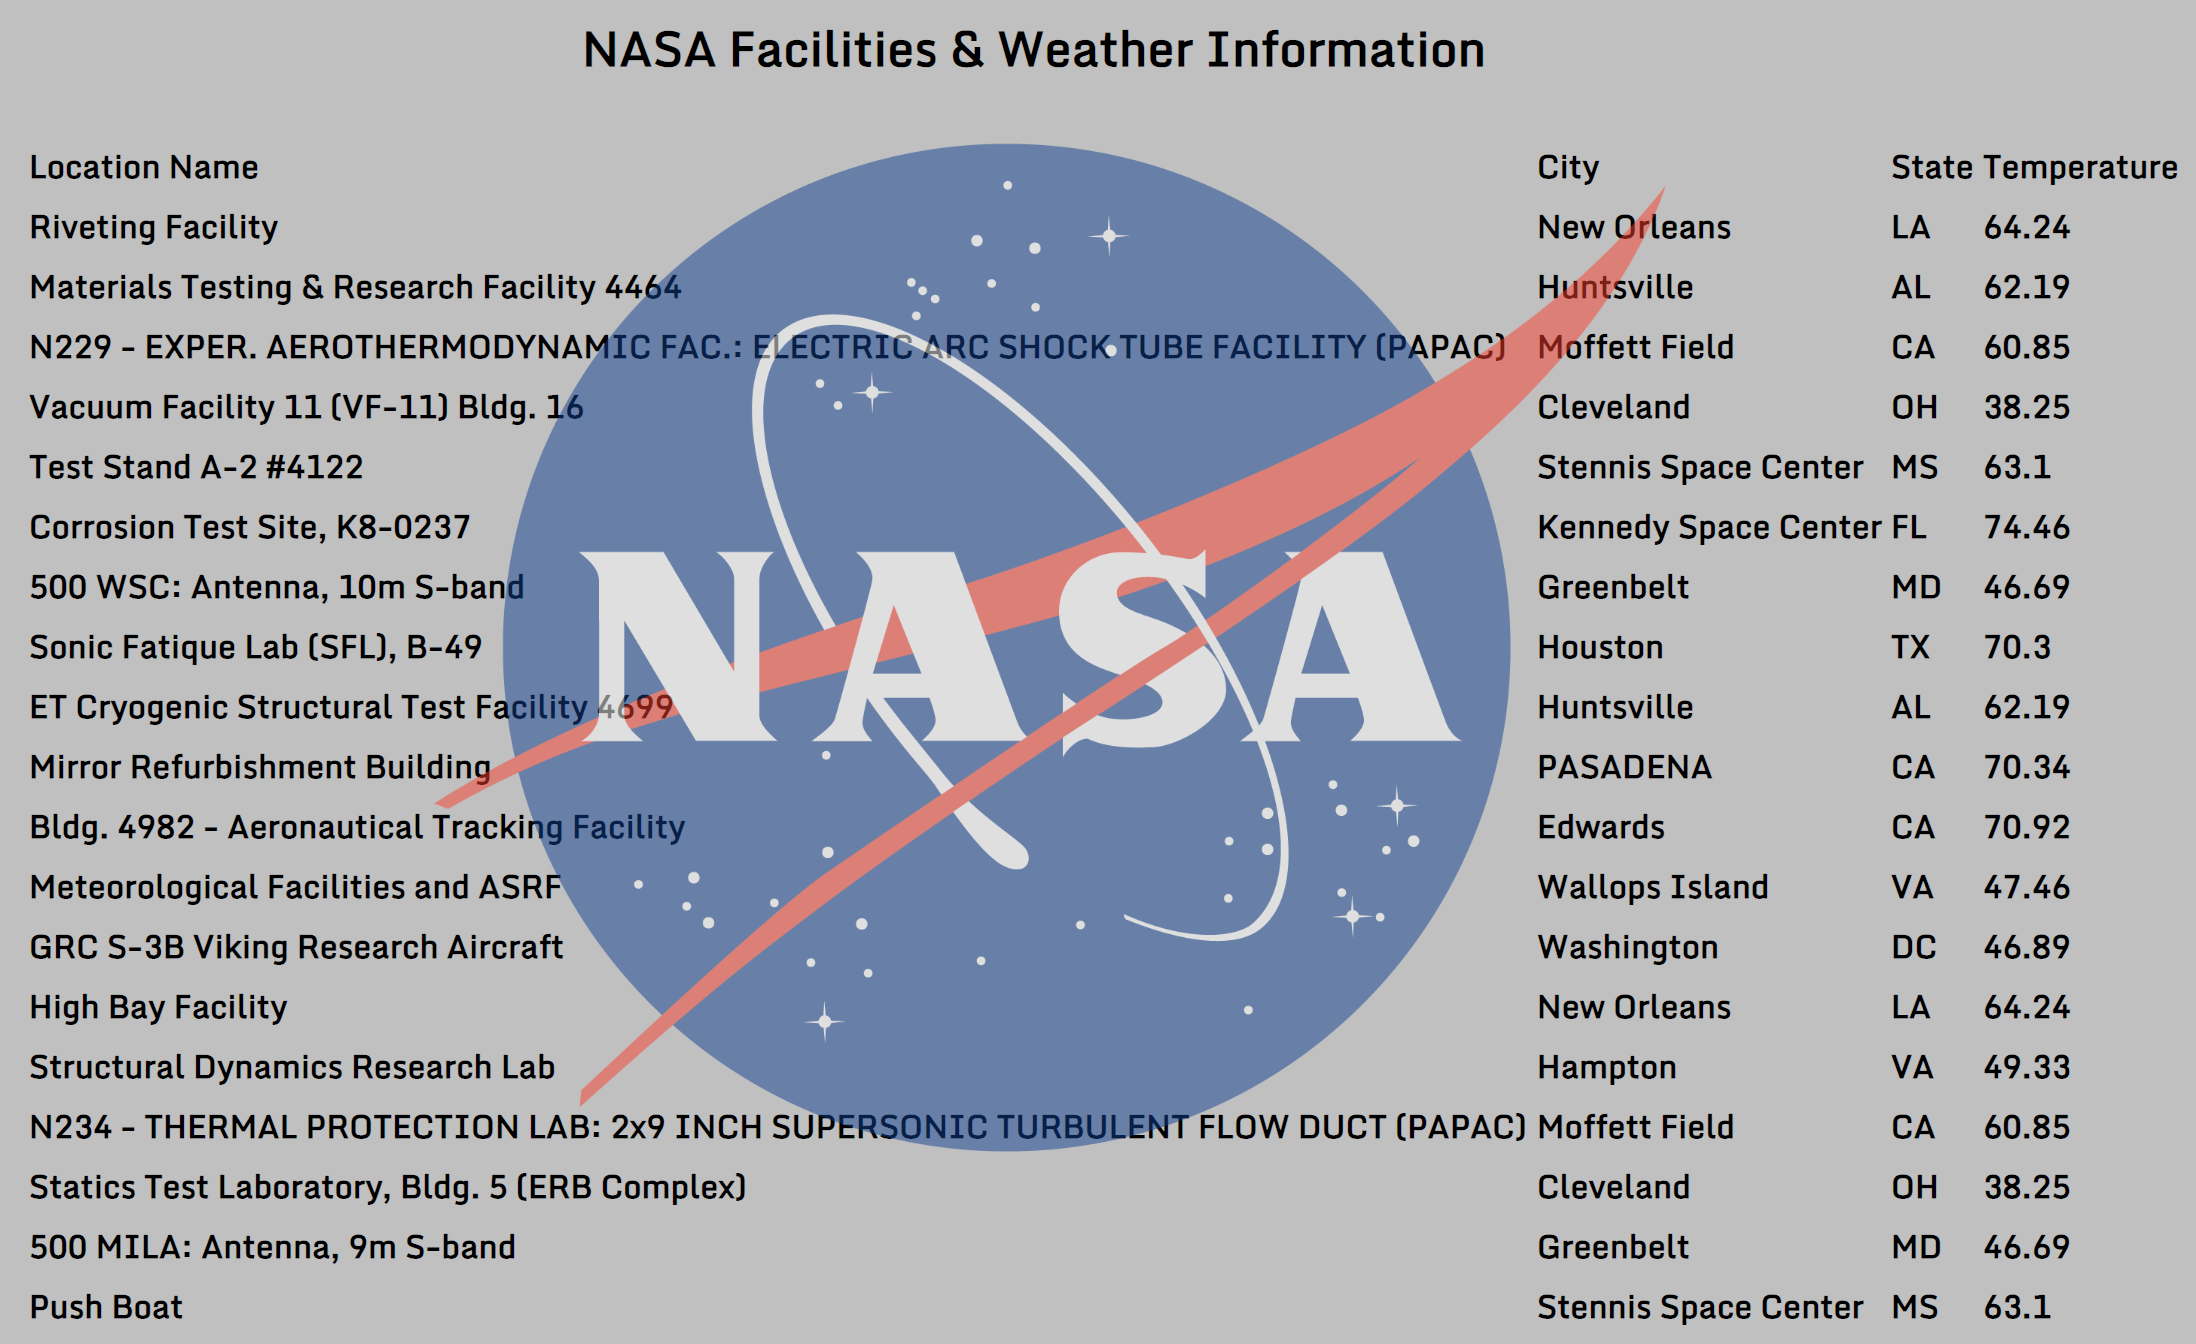 NASA Facilities & Weather Information
Location Name City State Temperature
Riveting Facility New Orleans LA 64.24
Materials Testing & Research Facility 4464 Huntsville AL 62.19
N229 - EXPER. AEROTHERMODYNAMIC FAC.: ELECTRIC ARC SHOCK TUBE FACILITY (PAPAC) Moffett Field CA 60.85
Vacuum Facility 11 (VF-11) Bldg. 16 Cleveland OH 38.25
Test Stand A-2 #4122 Stennis Space Center MS 63.1
Corrosion Test Site, K8-0237 Kennedy Space Center FL 74.46
500 WSC: Antenna, 10m S-band Greenbelt MD 46.69
Sonic Fatique Lab (SFL), B-49 Houston TX 70.3
NASA
ET Cryogenic Structural Test Facility 4699 Huntsville AL 62.19
Mirror Refurbishment Building PASADENA CA 70.34
Bldg. 4982 - Aeronautical Tracking Facility Edwards CA 70.92
Meteorological Facilities and ASRF Wallops Island VA 47.46
GRC S-3B Viking Research Aircraft Washington DC 46.89
High Bay Facility New Orleans LA 64.24
Structural Dynamics Research Lab Hampton VA 49.33
N234 - THERMAL PROTECTION LAB: 2x9 INCH SUPERSONIC TURBULENT FLOW DUCT (PAPAC) Moffett Field CA 60.85
Statics Test Laboratory, Bldg. 5 (ERB Complex) Cleveland OH 38.25
500 MILA: Antenna, 9m S-band Greenbelt MD 46.69
Push Boat Stennis Space Center MS 63.1